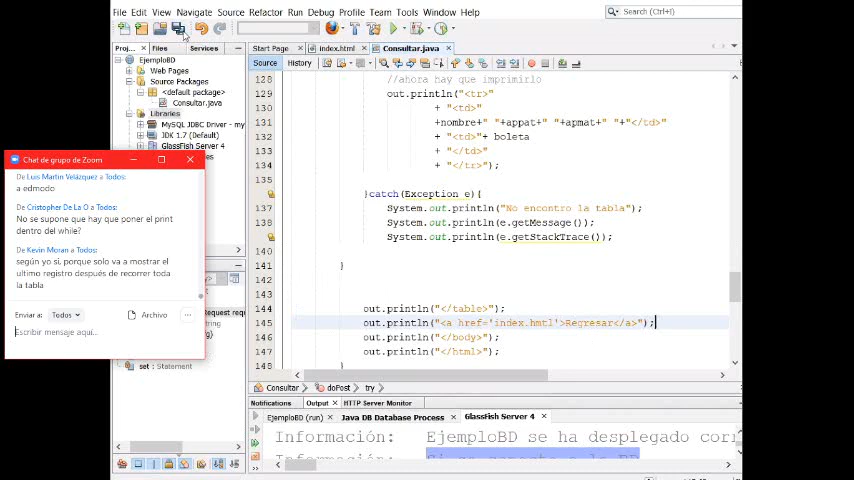 File Edit View Navigate Source Refactor Run Debug Profile Team Tools Window Help
Search (Ctrl+I)
Proj... Files Services
EjemploBD
Web Pages
Source Packages
<default package>
Consultar.java
Libraries
MySQL JDBC Driver - my
JDK 1.7 (Default)
GlassFish Server 4
Chat de grupo de Zoom
De Luis Martin Velázquez a Todos:
a edmodo
De Cristopher De La O a Todos:
No se supone que hay que poner el print
dentro del while?
De Kevin Moran a Todos:
según yo si, porque solo va a mostrar el
ultimo registro después de recorrer toda
la tabla
Enviar a: Todos Archivo ...
Escribir mensaje aquí...
Request requ
set : Statement
Start Page index.html Consultar.java
Source History
128 //ahora hay que imprimirlo
129 out.println("<tr>"
130 + "<td>"
131 +nombre+" "+appat+" "+apmat+" "+"</td>"
132 + "<td>"+ boleta
133 + "</td>"
134 + "</tr>");
135
}catch(Exception e){
137 System.out.println("No encontro la tabla");
138 System.out.println(e.getMessage());
System.out.println(e.getStackTrace());
140
141 }
142
144 out.println("</table>");
145 out.println("<a href='index.hmtl'>Regresar</a>");
146 out.println("</body>");
147 out.println("</html>");
148 }
Consultar doPost try
Notifications Output HTTP Server Monitor
EjemploBD (run) Java DB Database Process GlassFish Server 4
Información: EjemploBD se ha desplegado corr
Información: Si se conecto a la BD